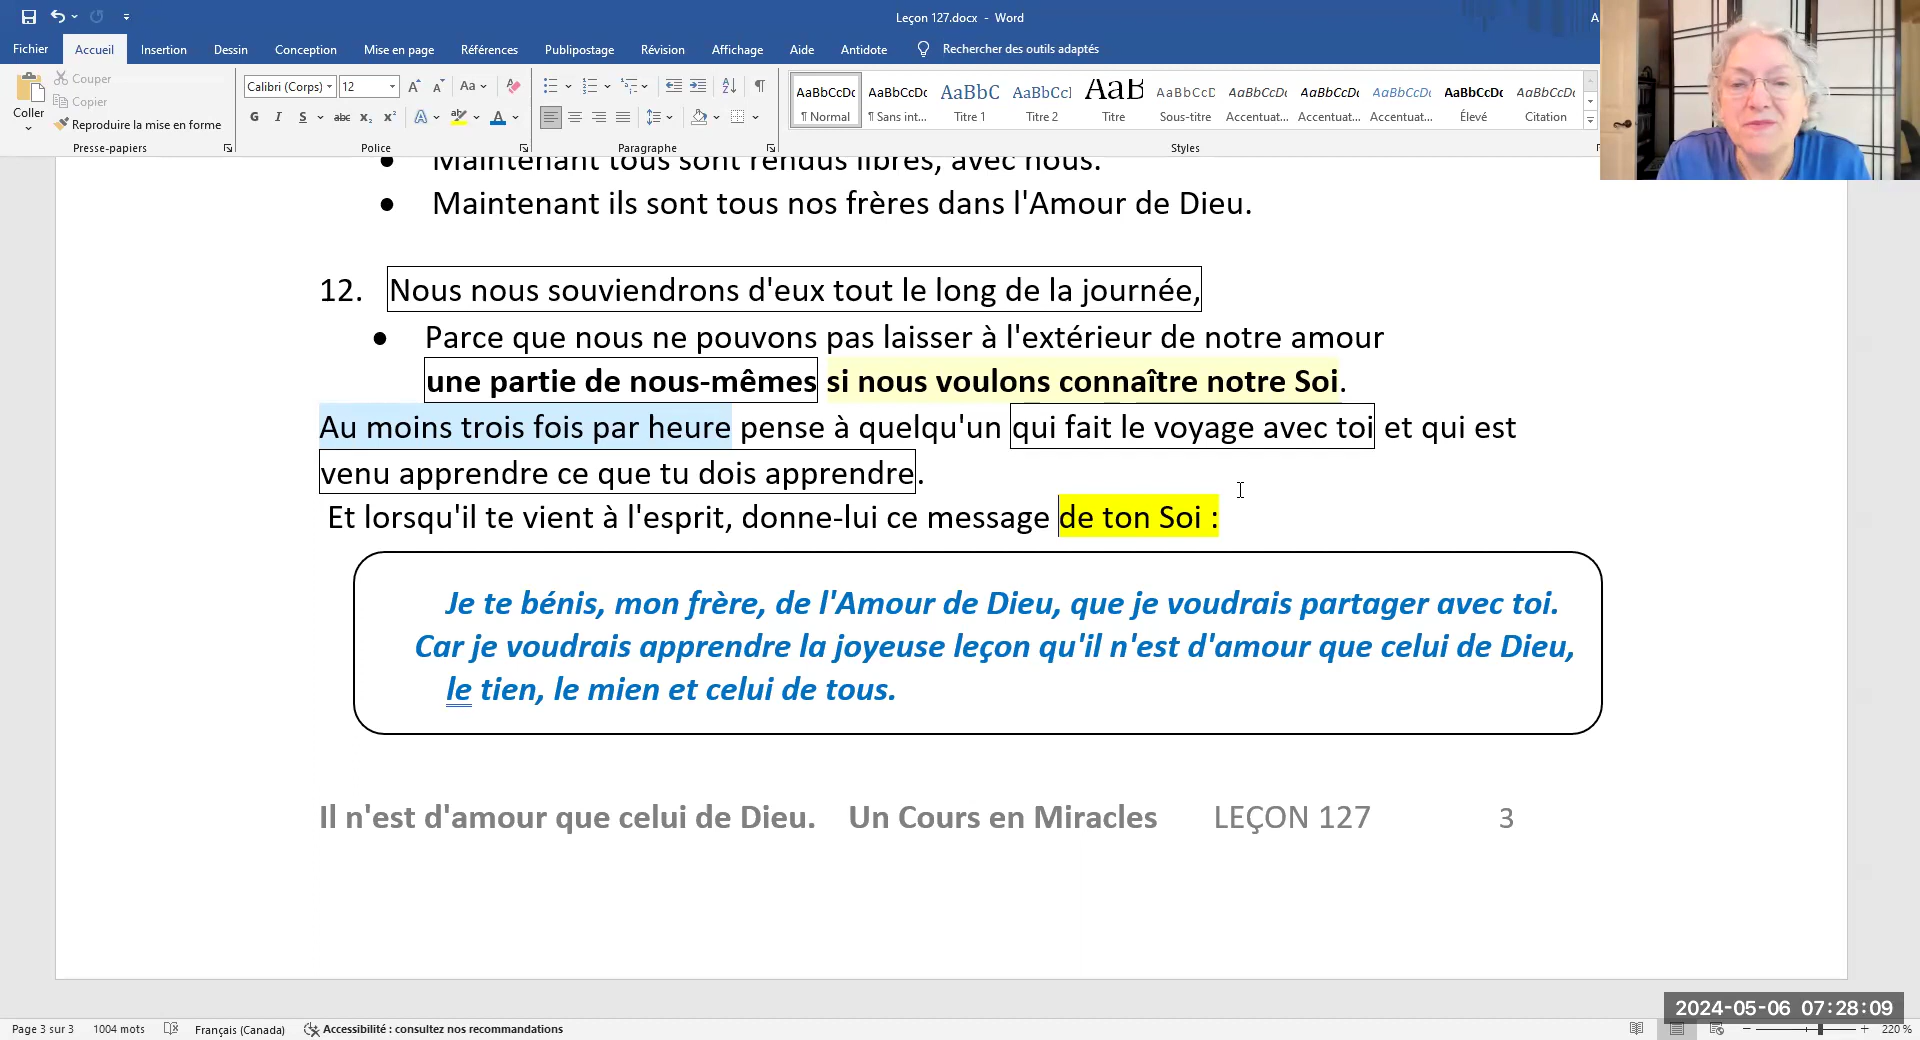 Leçon 127.docx - Word
A
Fichier Accueil Insertion Dessin Conception Mise en page Références Publipostage Révision Affichage Aide Antidote Rechercher des outils adaptés
Coller
Couper
Copier
Reproduire la mise en forme
Presse-papiers
Calibri (Corps) 12 Aa
G I S abc x₂ x² A A
Police
Paragraphe
AaBbCcDc AaBbCcDc AaBbC AaBbCcI AaB AaBbCcD AaBbCcDc AaBbCcDc AaBbCcDc AaBbCcDc AaBbCcDc
¶ Normal ¶ Sans int... Titre 1 Titre 2 Titre Sous-titre Accentuat... Accentuat... Accentuat... Élevé Citation
Styles
• Maintenant tous sont rendus libres, avec nous.
• Maintenant ils sont tous nos frères dans l'Amour de Dieu.
12. Nous nous souviendrons d'eux tout le long de la journée,
• Parce que nous ne pouvons pas laisser à l'extérieur de notre amour
une partie de nous-mêmes si nous voulons connaître notre Soi.
Au moins trois fois par heure pense à quelqu'un qui fait le voyage avec toi et qui est
venu apprendre ce que tu dois apprendre.
Et lorsqu'il te vient à l'esprit, donne-lui ce message de ton Soi :
Je te bénis, mon frère, de l'Amour de Dieu, que je voudrais partager avec toi.
Car je voudrais apprendre la joyeuse leçon qu'il n'est d'amour que celui de Dieu,
le tien, le mien et celui de tous.
Il n'est d'amour que celui de Dieu. Un Cours en Miracles LEÇON 127 3
2024-05-06 07:28:09
Page 3 sur 3 1004 mots Français (Canada) Accessibilité : consultez nos recommandations 220 %